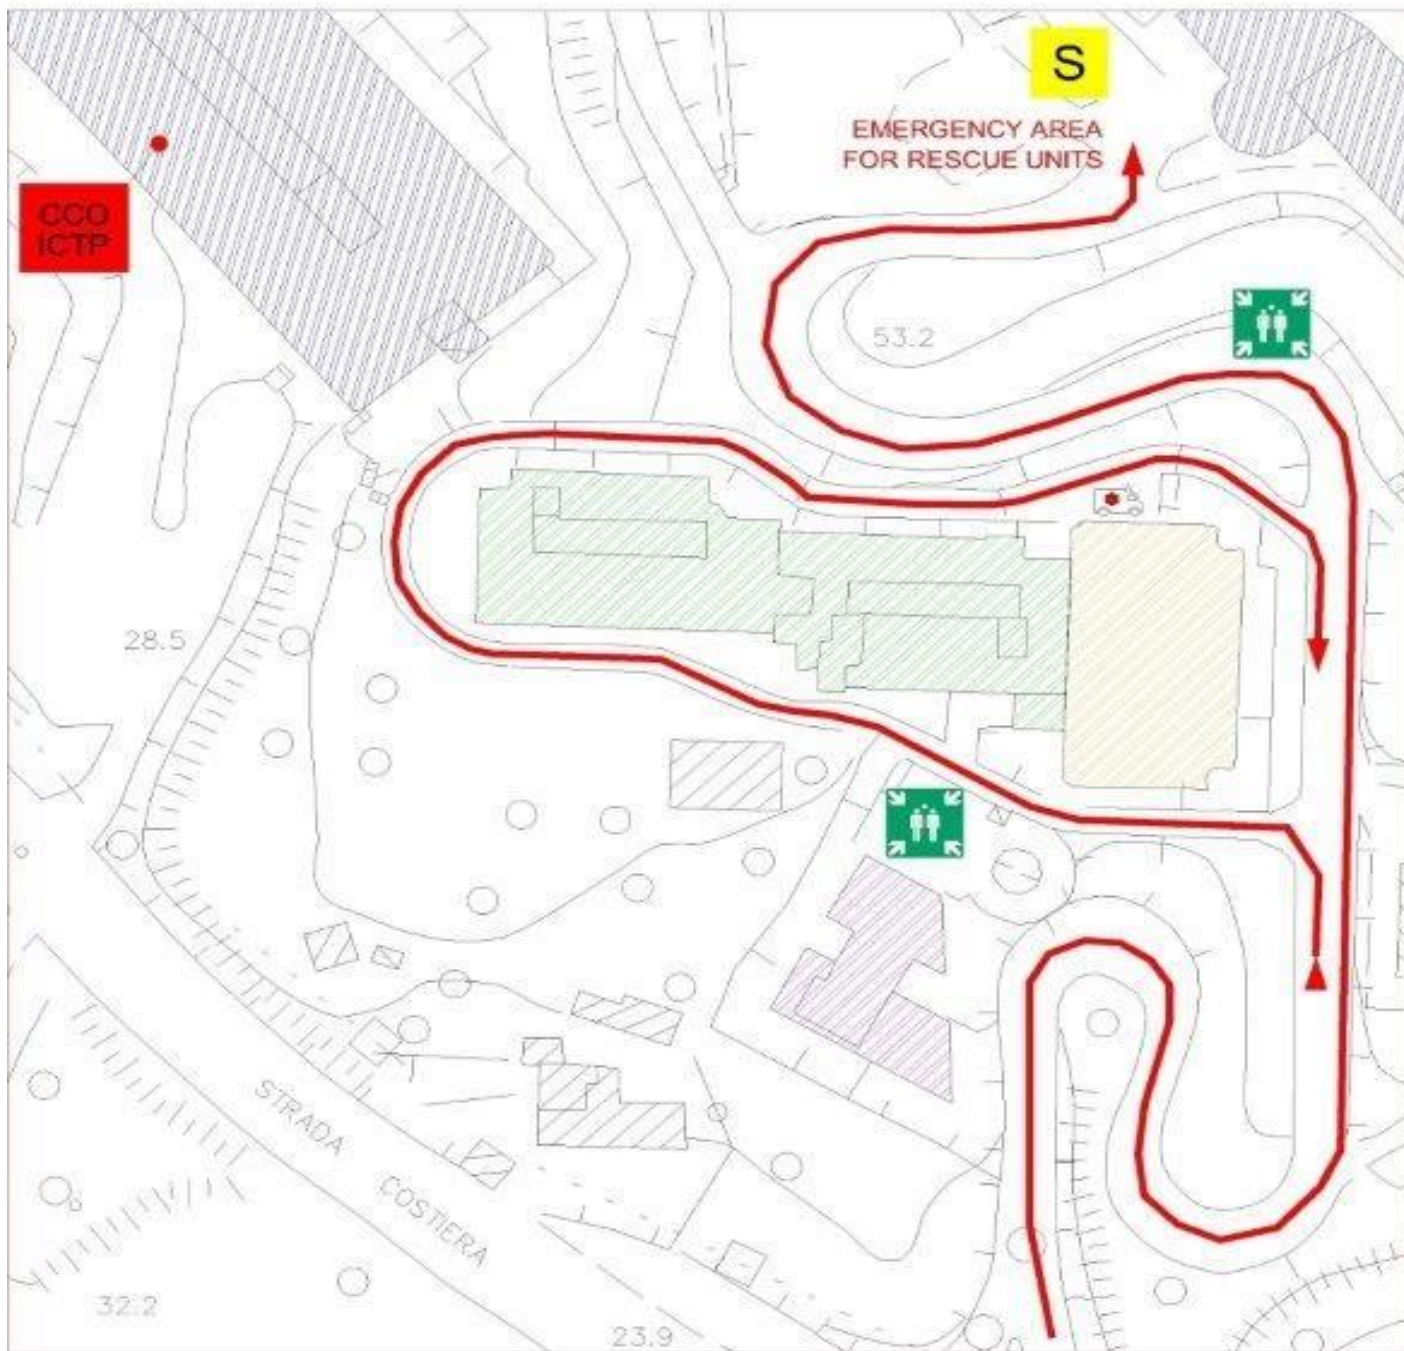 S
EMERGENCY AREA
FOR RESCUE UNITS
CCO
ICTP
53.2
28.5
STRADA
COSTIERA
32.2
23.9